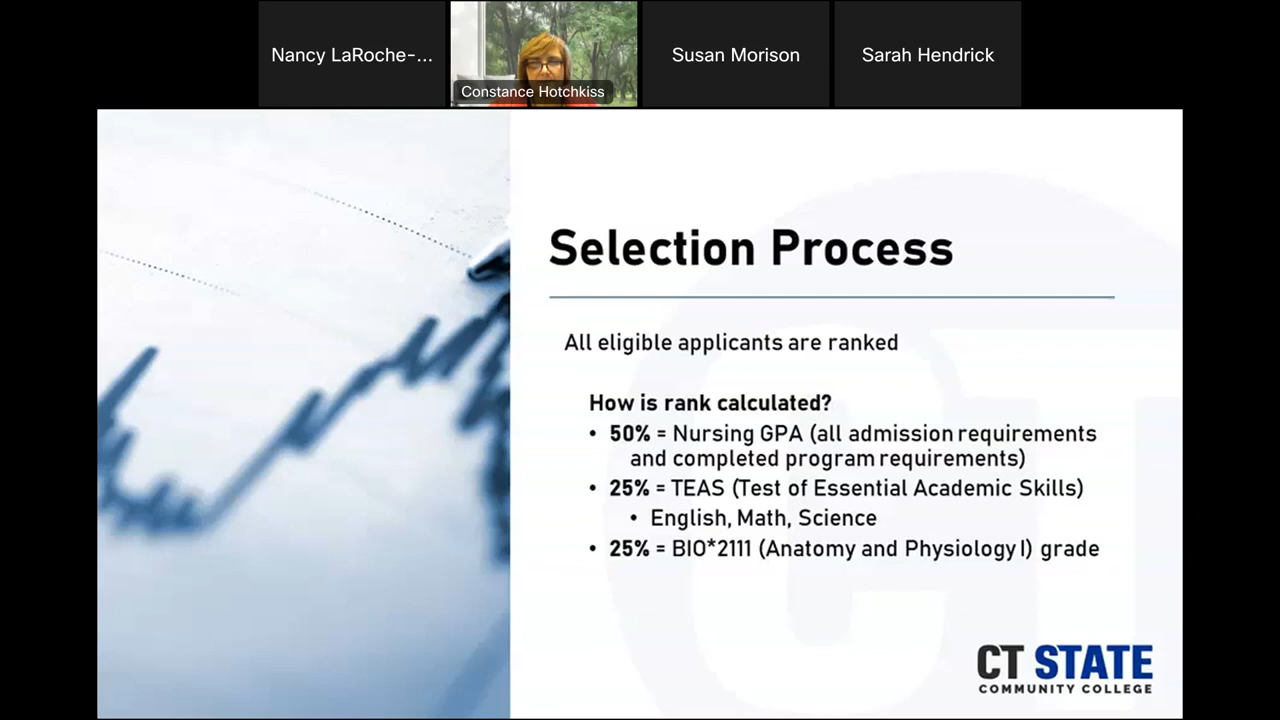 Nancy LaRoche-...
Constance Hotchkiss
Susan Morison
Sarah Hendrick
Selection Process
All eligible applicants are ranked
How is rank calculated?
• 50% = Nursing GPA (all admission requirements
and completed program requirements)
• 25% = TEAS (Test of Essential Academic Skills)
• English, Math, Science
• 25% = BIO*2111 (Anatomy and Physiology I) grade
CT STATE
COMMUNITY COLLEGE